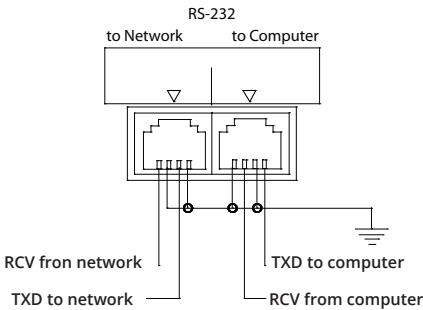 RS-232
to Network to Computer
RCV fron network TXD to computer
TXD to network RCV from computer